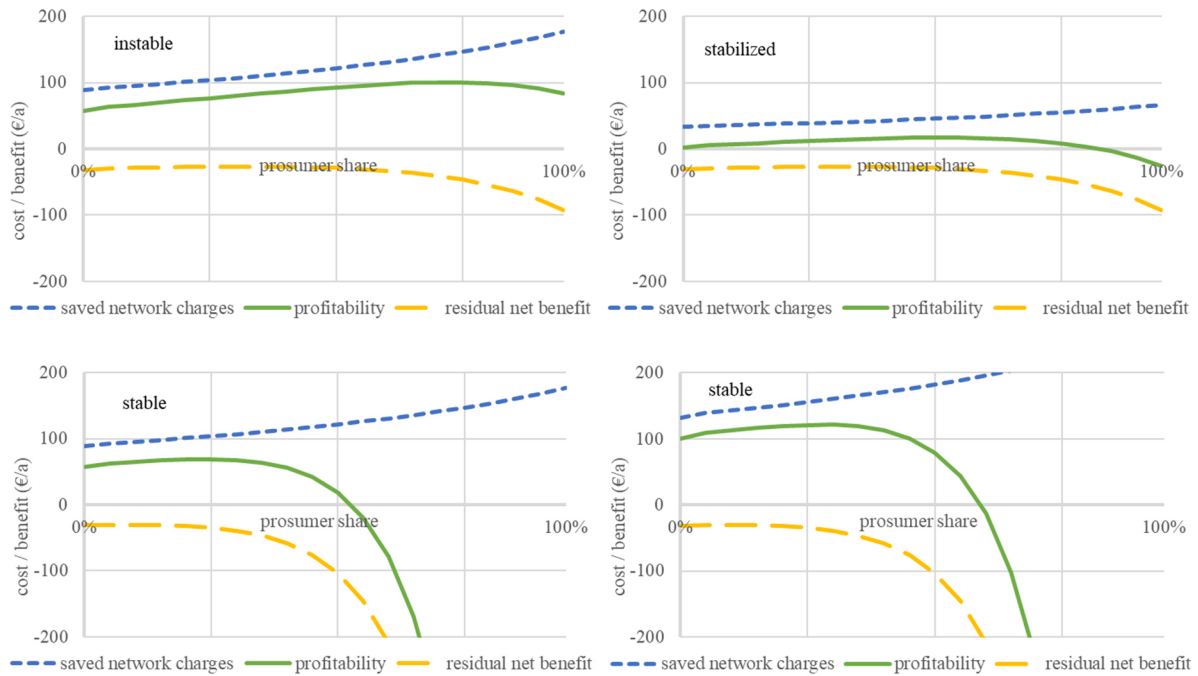 200
instable
100
0
0%
prosumer share
100%
-100
-200
cost / benefit (€/a)
saved network charges profitability residual net benefit
200
stabilized
100
0
0%
prosumer share
100%
-100
-200
cost / benefit (€/a)
saved network charges profitability residual net benefit
200
stable
100
0
0%
prosumer share
100%
-100
-200
cost / benefit (€/a)
saved network charges profitability residual net benefit
200
stable
100
0
0%
prosumer share
100%
-100
-200
cost / benefit (€/a)
saved network charges profitability residual net benefit